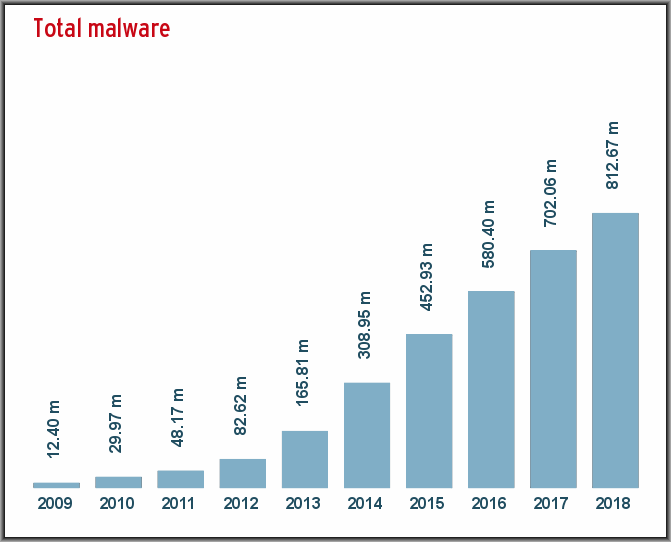 Total malware
12.40 m
29.97 m
48.17 m
82.62 m
165.81 m
308.95 m
452.93 m
580.40 m
702.06 m
812.67 m
2009 2010 2011 2012 2013 2014 2015 2016 2017 2018